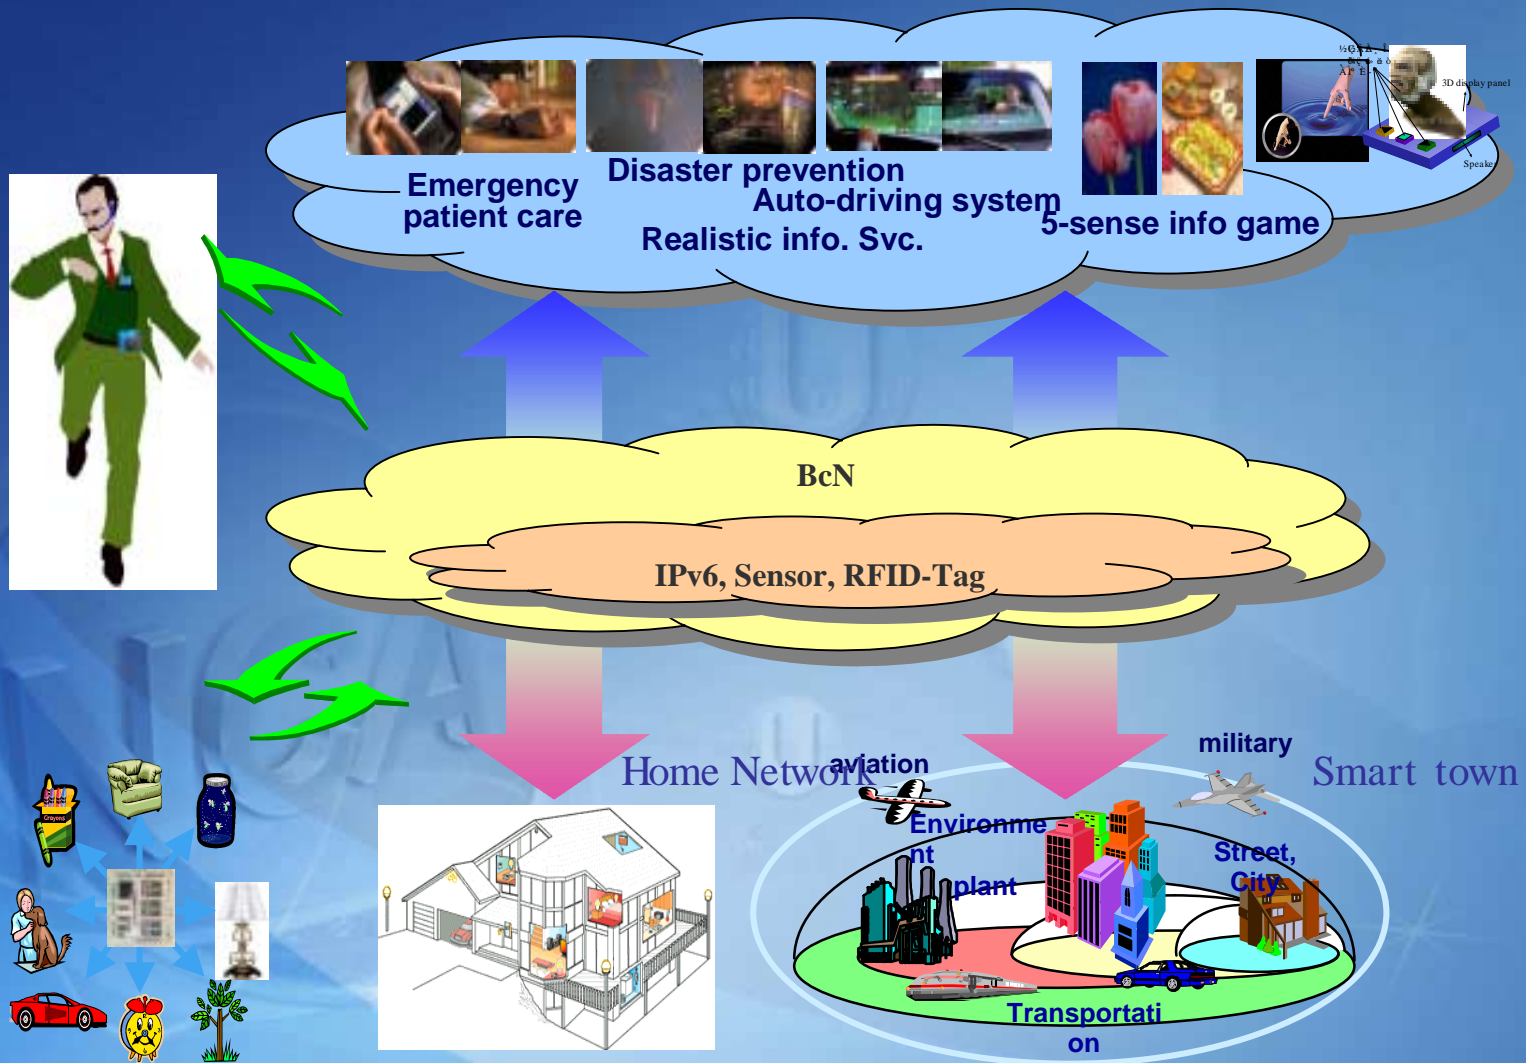 3D display panel
Speaker
Emergency
patient care
Disaster prevention
Auto-driving system
Realistic info. Svc.
5-sense info game
BcN
IPv6, Sensor, RFID-Tag
Home Network
aviation
military
Smart town
Environme
nt
plant
Street,
City
Crayons
Transportati
on